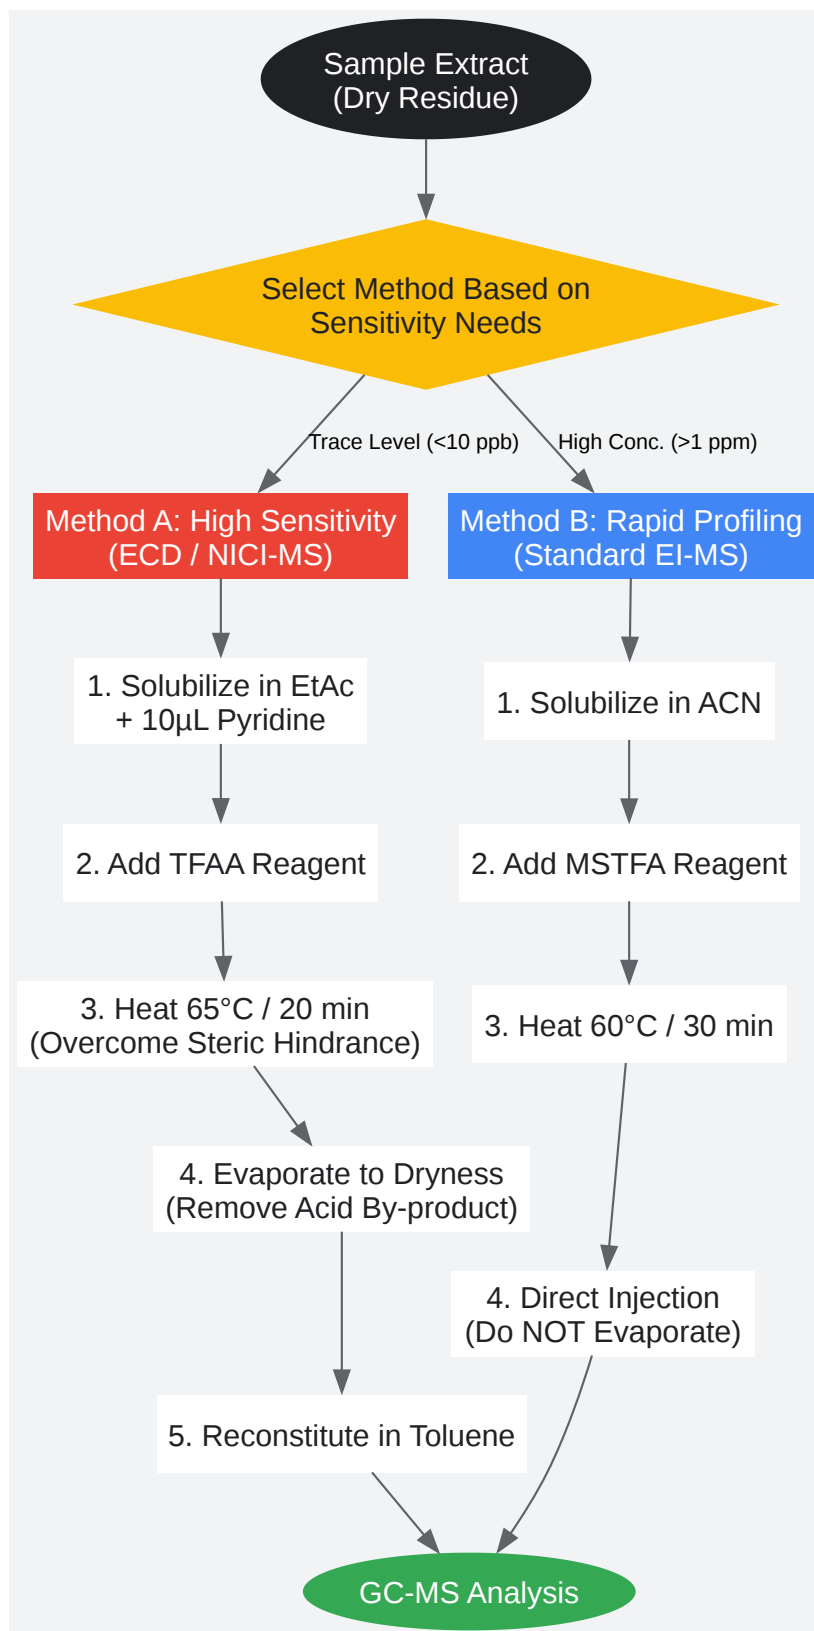 Sample Extract
(Dry Residue)
Select Method Based on
Sensitivity Needs
Trace Level (<10 ppb)
High Conc. (>1 ppm)
Method A: High Sensitivity
(ECD / NICI-MS)
Method B: Rapid Profiling
(Standard EI-MS)
1. Solubilize in EtAc
+ 10µL Pyridine
1. Solubilize in ACN
2. Add TFAA Reagent
2. Add MSTFA Reagent
3. Heat 65°C / 20 min
(Overcome Steric Hindrance)
3. Heat 60°C / 30 min
4. Evaporate to Dryness
(Remove Acid By-product)
4. Direct Injection
(Do NOT Evaporate)
5. Reconstitute in Toluene
GC-MS Analysis